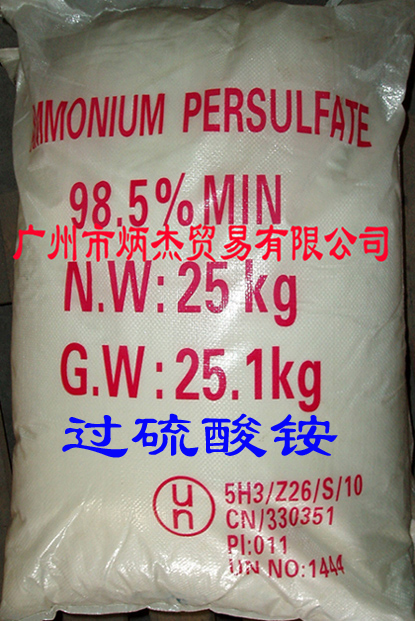 AMMONIUM PERSULFATE
98.5% MIN
广州市炳杰贸易有限公司
N.W: 25 kg
G.W: 25.1kg
过硫酸铵
un
5H3/Z26/S/10
CN/330351
PI:011
UN NO:1444